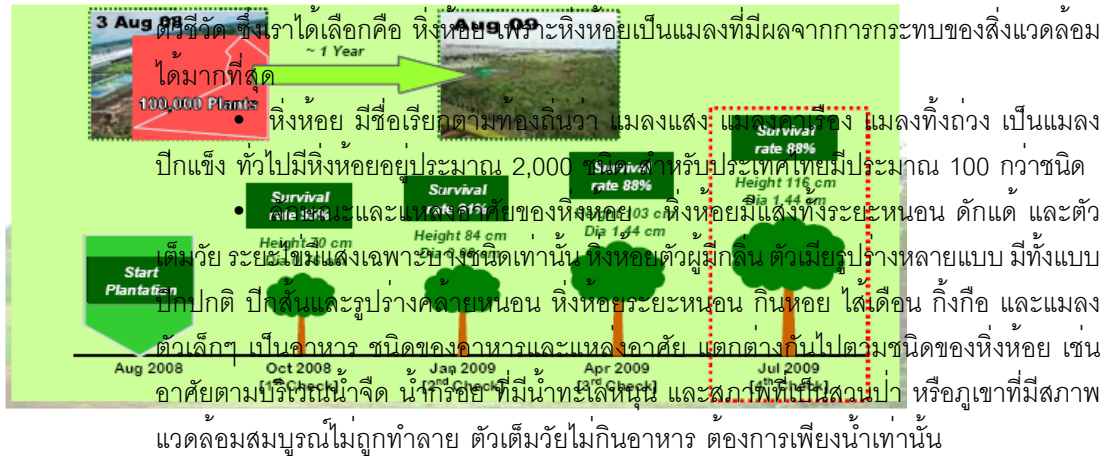 3 Aug 08
Aug 09
~ 1 Year
100,000 Plants
ตัวชี้วัด ซึ่งเราได้เลือกคือ หิ่งห้อย เพราะหิ่งห้อยเป็นแมลงที่มีผลจากการกระทบของสิ่งแวดล้อม
ได้มากที่สุด
• หิ่งห้อย มีชื่อเรียกตามท้องถิ่นว่า แมลงแสง แมลงคาเรือง แมลงทิ้งถ่วง เป็นแมลง
ปีกแข็ง ทั่วไปมีหิ่งห้อยอยู่ประมาณ 2,000 ชนิด สำหรับประเทศไทยมีประมาณ 100 กว่าชนิด
• ลักษณะและแหล่งอาศัยของหิ่งห้อย หิ่งห้อยมีแสงทั้งระยะหนอน ดักแด้ และตัว
เต็มวัย ระยะไข่มีแสงเฉพาะบางชนิดเท่านั้น หิ่งห้อยตัวผู้มีกลิ่น ตัวเมียรูปร่างหลายแบบ มีทั้งแบบ
ปีกปกติ ปีกสั้นและรูปร่างคล้ายหนอน หิ่งห้อยระยะหนอน กินหอย ไส้เดือน กิ้งกือ และแมลง
ตัวเล็กๆ เป็นอาหาร ชนิดของอาหารและแหล่งอาศัย แตกต่างกันไปตามชนิดของหิ่งห้อย เช่น
อาศัยตามบริเวณน้ำจืด น้ำกร่อย ที่มีน้ำทะเลหนุน และสภาพที่เป็นสวนป่า หรือภูเขาที่มีสภาพ
แวดล้อมสมบูรณ์ไม่ถูกทำลาย ตัวเต็มวัยไม่กินอาหาร ต้องการเพียงน้ำเท่านั้น
Start
Plantation
Survival
Survival
rate 61%
Height 84 cm
Survival
rate 88%
103 cm
Dia 1.44 cm
Survival
rate 88%
Height 116 cm
Dia 1.44 cm
Aug 2008
Oct 2008
[1st Check]
Jan 2009
[2nd Check]
Apr 2009
[3rd Check]
Jul 2009
[4th Check]